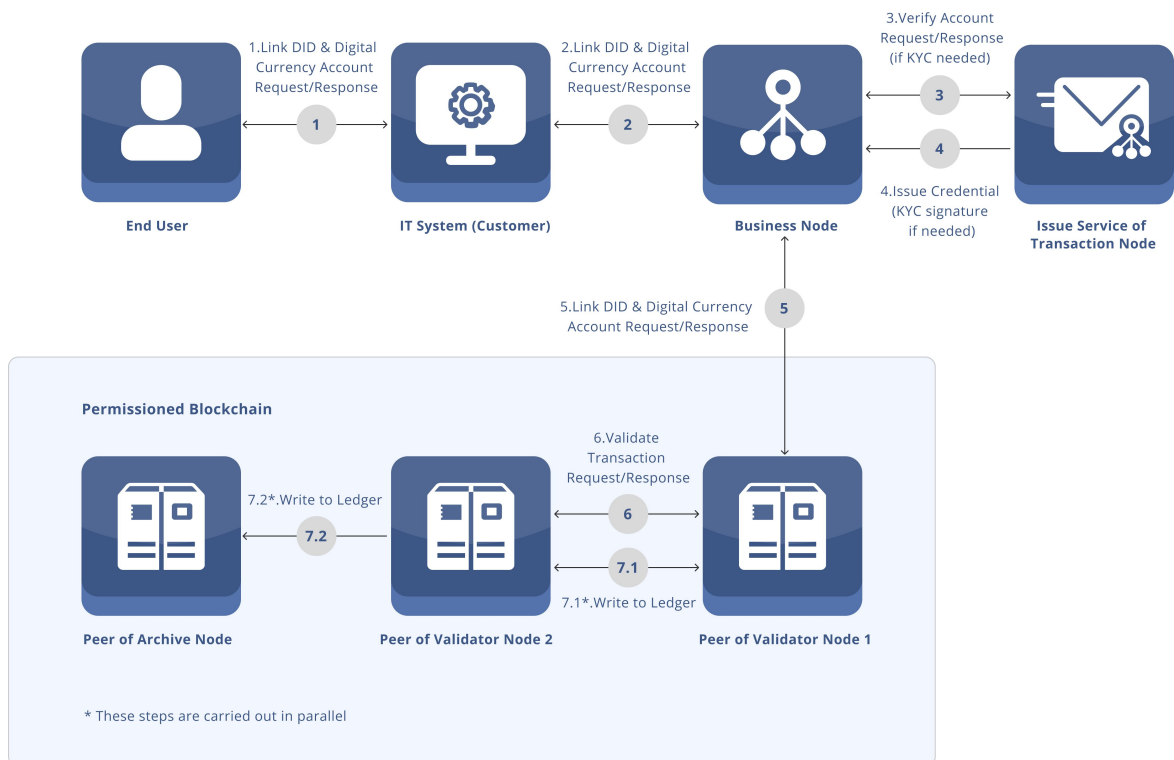 1.Link DID & Digital
Currency Account
Request/Response
1
2.Link DID & Digital
Currency Account
Request/Response
2
3.Verify Account
Request/Response
(if KYC needed)
3
4
4.Issue Credential
(KYC signature
if needed)
End User
IT System (Customer)
Business Node
Issue Service of
Transaction Node
5.Link DID & Digital Currency
Account Request/Response
5
Permissioned Blockchain
6.Validate
Transaction
Request/Response
6
7.2*.Write to Ledger
7.2
7.1
7.1*.Write to Ledger
Peer of Archive Node
Peer of Validator Node 2
Peer of Validator Node 1
* These steps are carried out in parallel